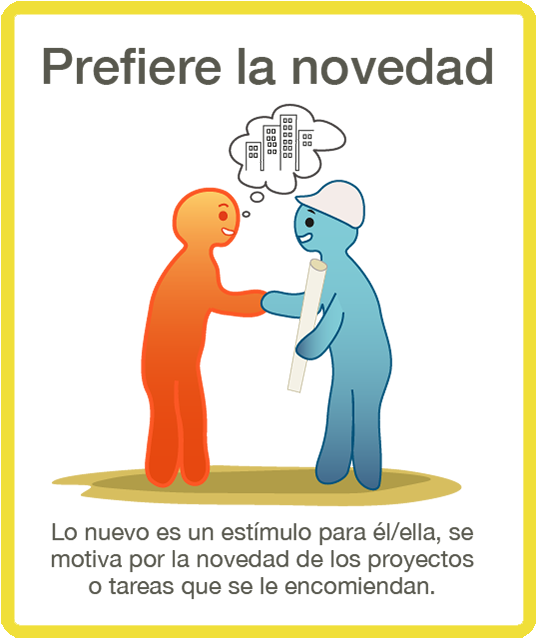 Prefiere la novedad
Lo nuevo es un estímulo para él/ella, se
motiva por la novedad de los proyectos
o tareas que se le encomiendan.